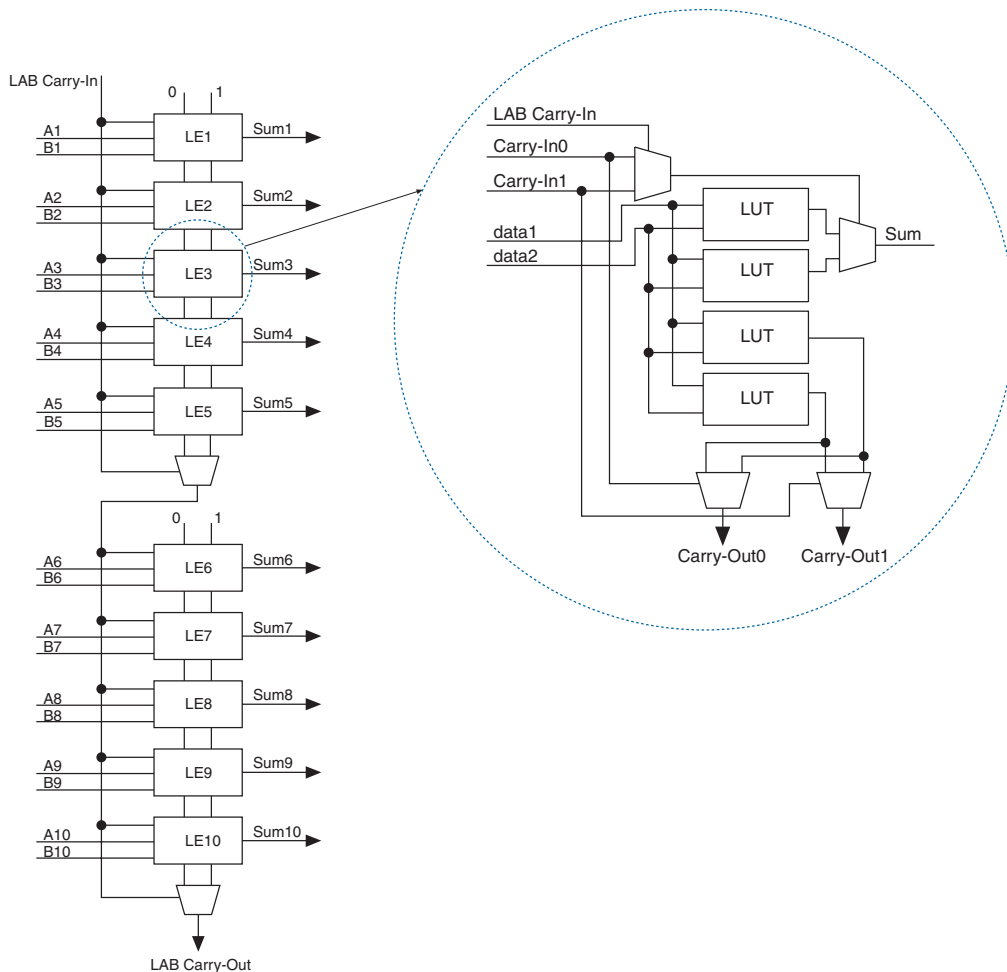 LAB Carry-In
0 1
A1
B1
LE1
Sum1
A2
B2
LE2
Sum2
A3
B3
LE3
Sum3
A4
B4
LE4
Sum4
A5
B5
LE5
Sum5
0 1
A6
B6
LE6
Sum6
A7
B7
LE7
Sum7
A8
B8
LE8
Sum8
A9
B9
LE9
Sum9
A10
B10
LE10
Sum10
LAB Carry-Out
LAB Carry-In
Carry-In0
Carry-In1
data1
data2
LUT
LUT
LUT
LUT
Sum
Carry-Out0
Carry-Out1